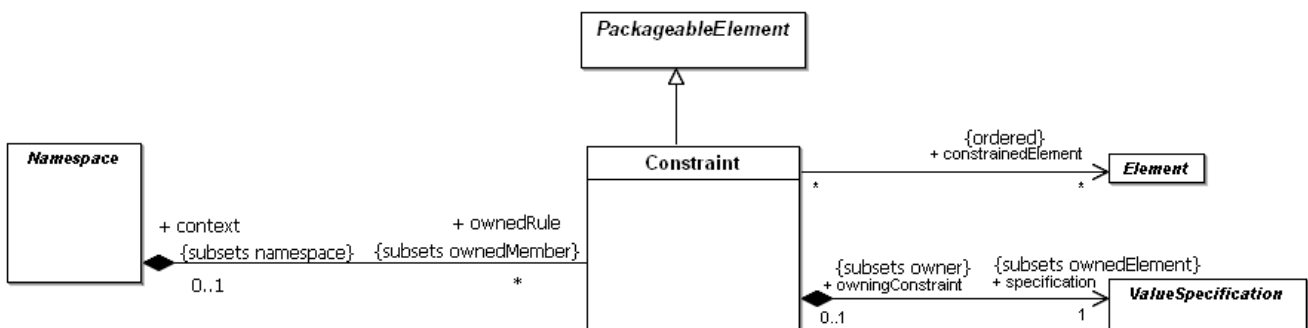 PackageableElement
Namespace
Constraint
{ordered}
+ constrainedElement
*
*
Element
+ context
{subsets namespace}
0..1
+ ownedRule
{subsets ownedMember}
*
{subsets owner}
+ owningConstraint
0..1
{subsets ownedElement}
+ specification
1
ValueSpecification